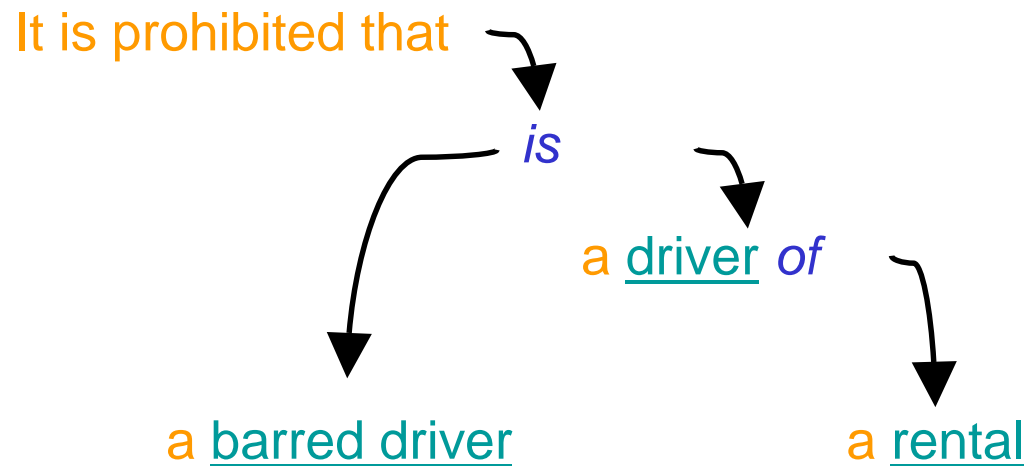 It is prohibited that
is
a driver of
a barred driver
a rental